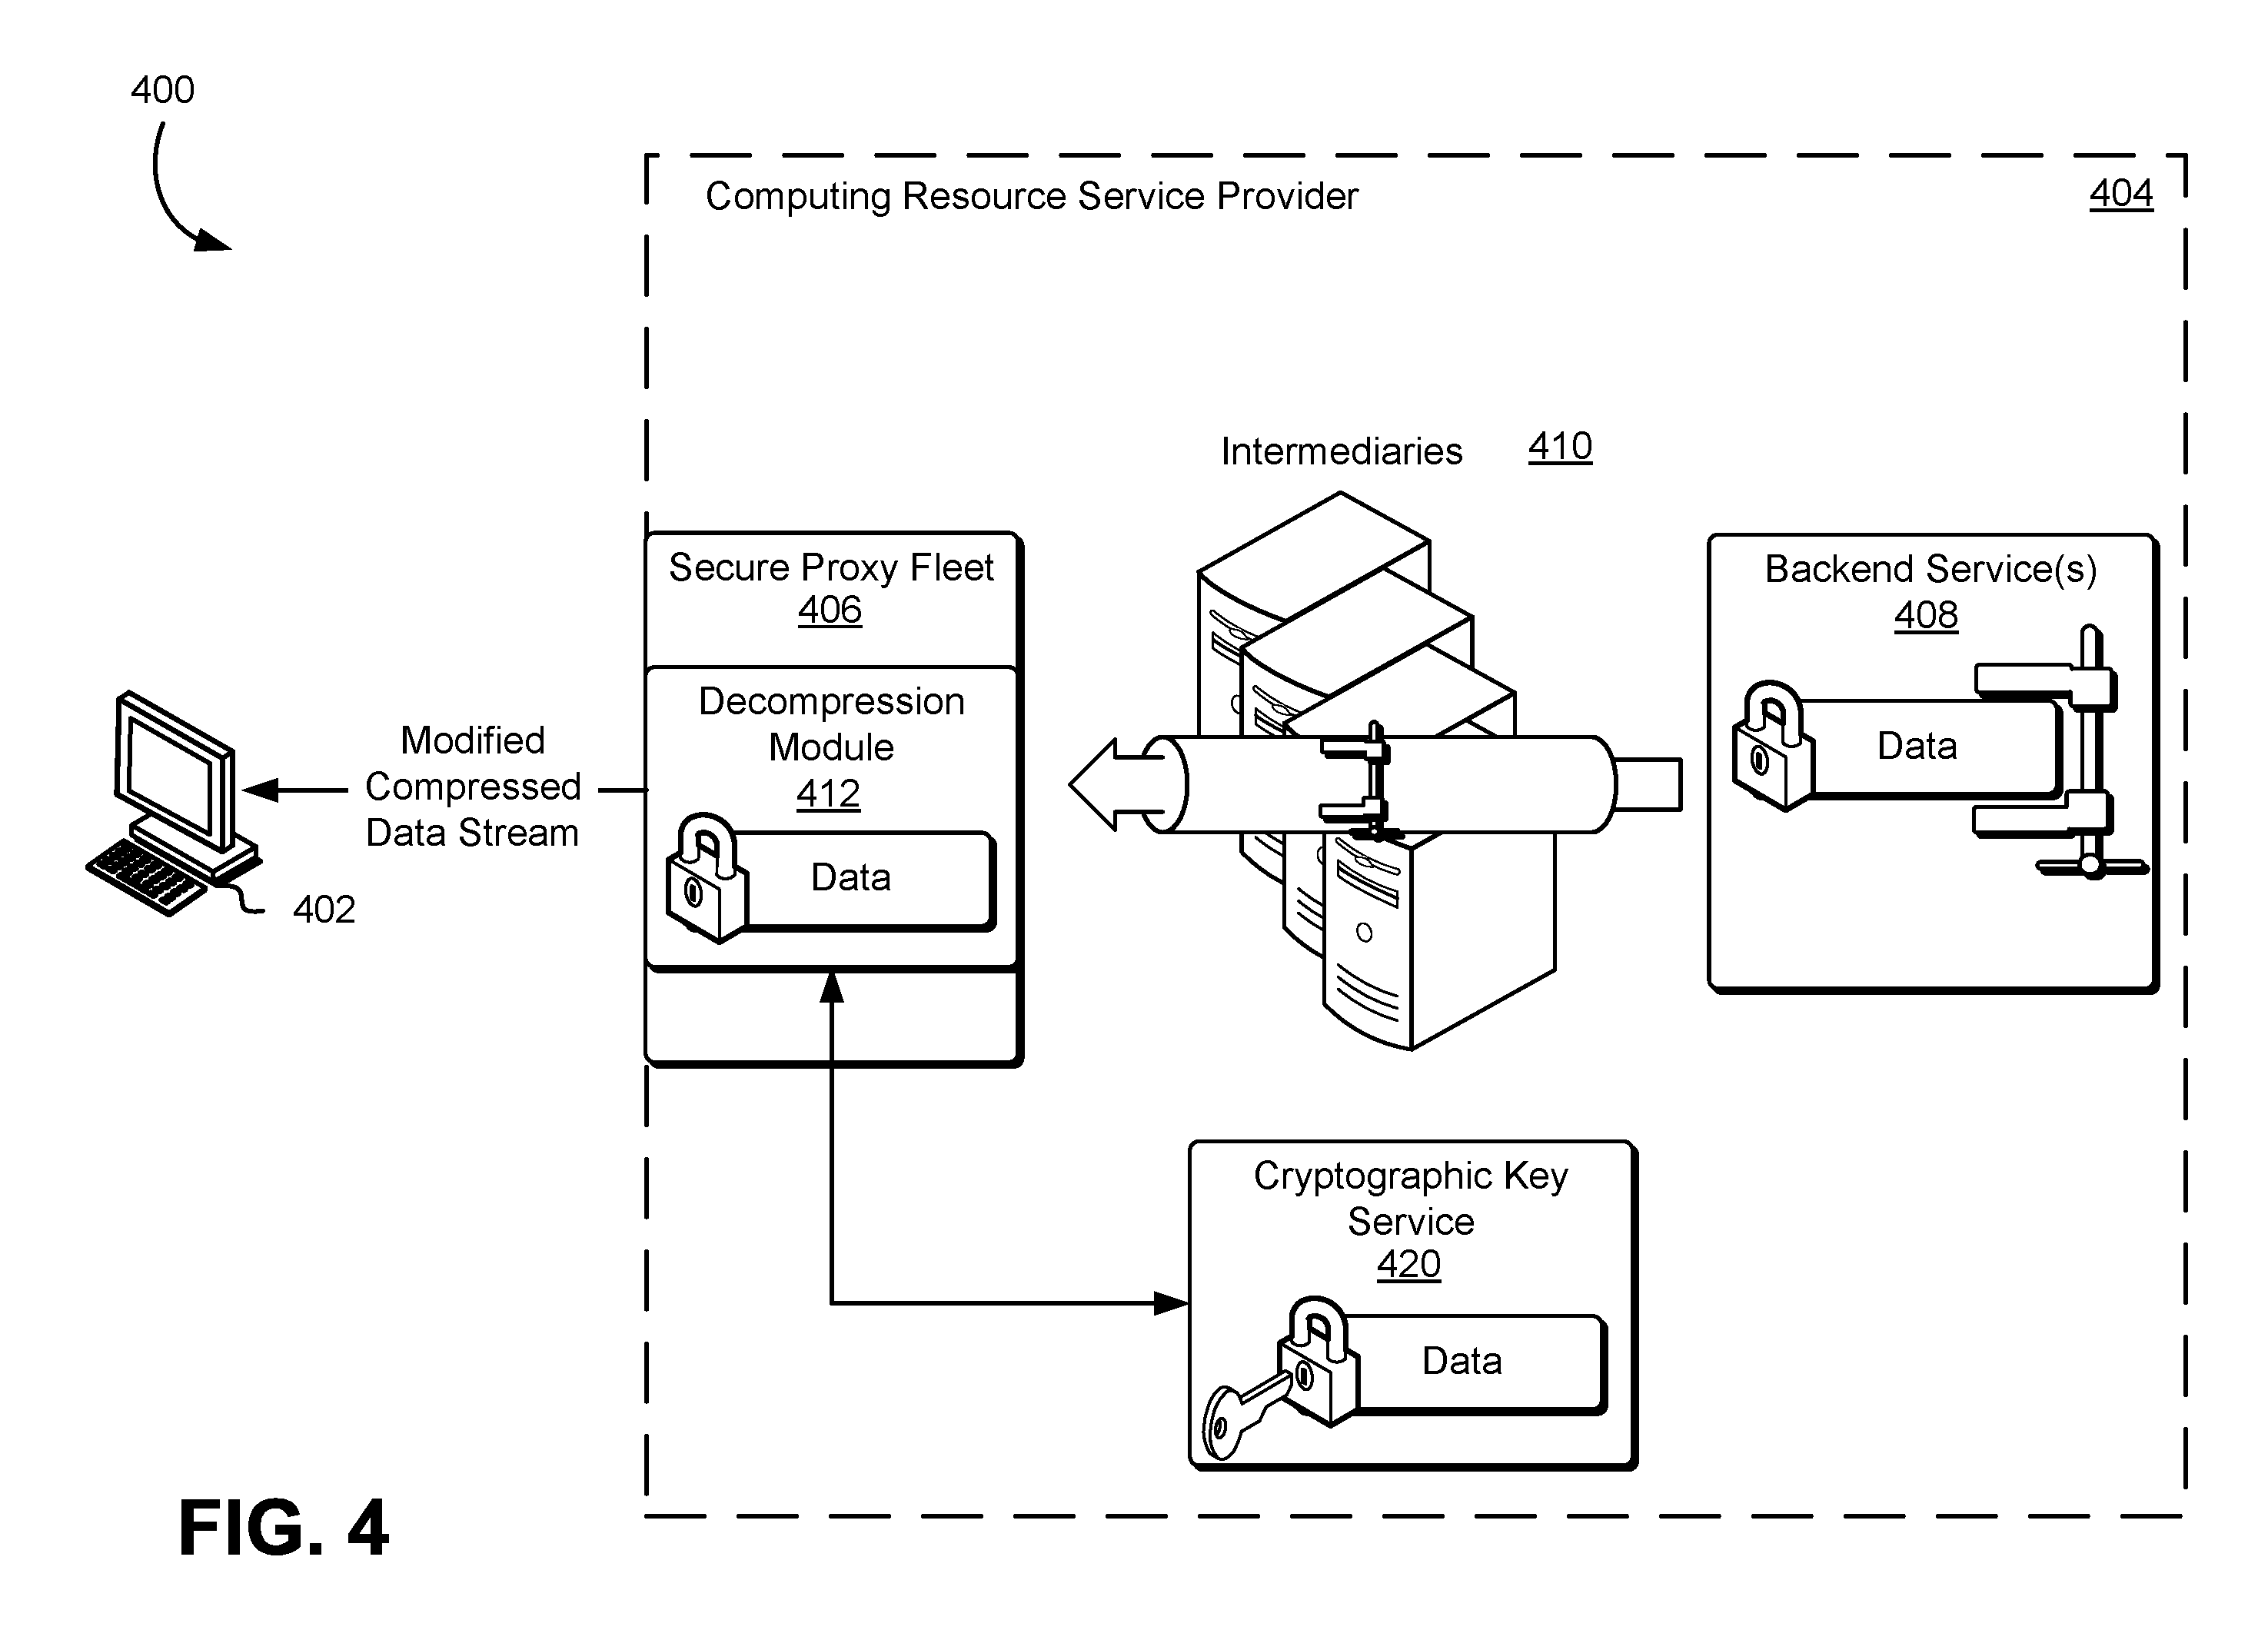 400
Computing Resource Service Provider
404
Intermediaries 410
Secure Proxy Fleet
406
Backend Service(s)
408
Decompression
Module
412
Data
Modified
Compressed
Data Stream
Data
402
Cryptographic Key
Service
420
Data
FIG. 4